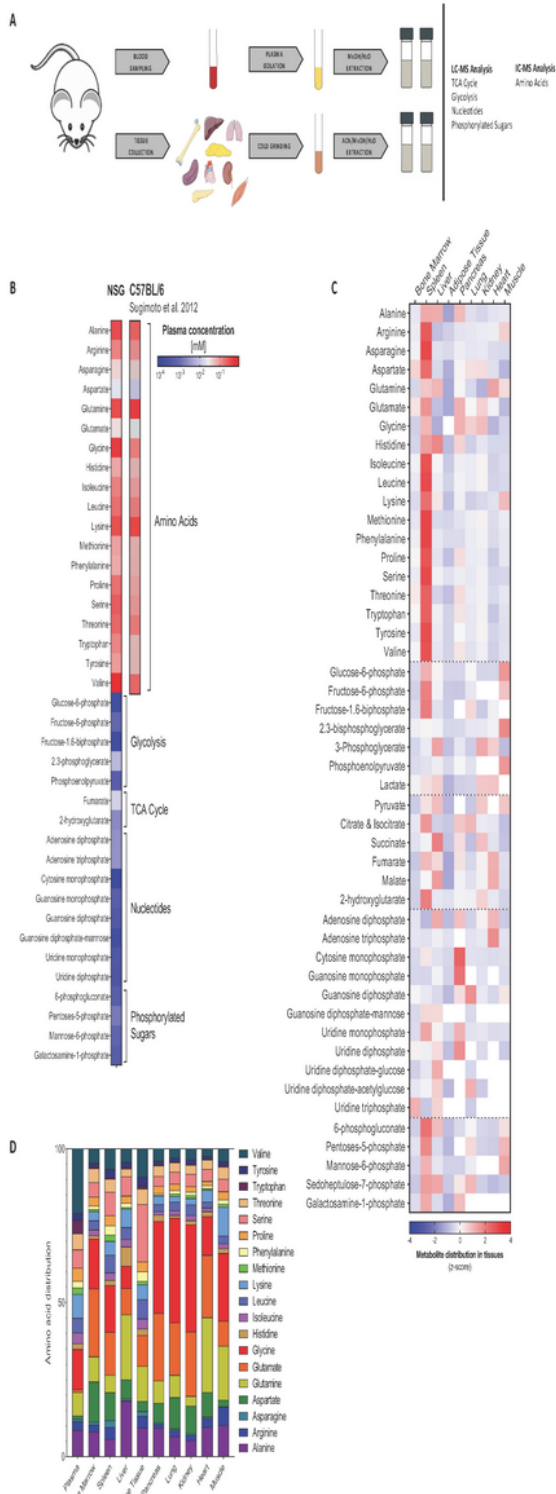 A
BLOOD
SAMPLING
PLASMA
ISOLATION
MeOH/H2O
EXTRACTION
TISSUE
COLLECTION
COLD GRINDING
ACN/MeOH/H2O
EXTRACTION
LC-MS Analysis
TCA Cycle
Glycolysis
Nucleotides
Phosphorylated Sugars
IC-MS Analysis
Amino Acids
B
NSG C57BL/6
Sugimoto et al. 2012
Plasma concentration
[mM]
10-4 10-3 10-2 10-1
Alanine
Arginine
Asparagine
Aspartate
Glutamine
Glutamate
Glycine
Histidine
Isoleucine
Leucine
Lysine
Methionine
Phenylalanine
Proline
Serine
Threonine
Tryptophan
Tyrosine
Valine
Amino Acids
Glucose-6-phosphate
Fructose-6-phosphate
Fructose-1.6-biphosphate
2.3-phosphoglycerate
Phosphoenolpyruvate
Glycolysis
Fumarate
2-hydroxyglutarate
TCA Cycle
Adenosine diphosphate
Adenosine triphosphate
Cytosine monophosphate
Guanosine monophosphate
Guanosine diphosphate
Guanosine diphosphate-mannose
Uridine monophosphate
Uridine diphosphate
Nucleotides
6-phosphogluconate
Pentoses-5-phosphate
Mannose-6-phosphate
Galactosamine-1-phosphate
Phosphorylated
Sugars
C
Bone Marrow
Spleen
Liver
Adipose Tissue
Pancreas
Lung
Kidney
Heart
Muscle
Alanine
Arginine
Asparagine
Aspartate
Glutamine
Glutamate
Glycine
Histidine
Isoleucine
Leucine
Lysine
Methionine
Phenylalanine
Proline
Serine
Threonine
Tryptophan
Tyrosine
Valine
Glucose-6-phosphate
Fructose-6-phosphate
Fructose-1.6-biphosphate
2.3-bisphosphoglycerate
3-Phosphoglycerate
Phosphoenolpyruvate
Lactate
Pyruvate
Citrate & Isocitrate
Succinate
Fumarate
Malate
2-hydroxyglutarate
Adenosine diphosphate
Adenosine triphosphate
Cytosine monophosphate
Guanosine monophosphate
Guanosine diphosphate
Guanosine diphosphate-mannose
Uridine monophosphate
Uridine diphosphate
Uridine diphosphate-glucose
Uridine diphosphate-acetylglucose
Uridine triphosphate
6-phosphogluconate
Pentoses-5-phosphate
Mannose-6-phosphate
Sedoheptulose-7-phosphate
Galactosamine-1-phosphate
-4 -2 0 2 4
Metabolite distribution in tissues
(z-score)
D
Amino acid distribution
100
50
0
Plasma
Marrow
Spleen
Liver
Tissue
Pancreas
Lung
Kidney
Heart
Muscle
Valine
Tyrosine
Tryptophan
Threonine
Serine
Proline
Phenylalanine
Methionine
Lysine
Leucine
Isoleucine
Histidine
Glycine
Glutamate
Glutamine
Aspartate
Asparagine
Arginine
Alanine